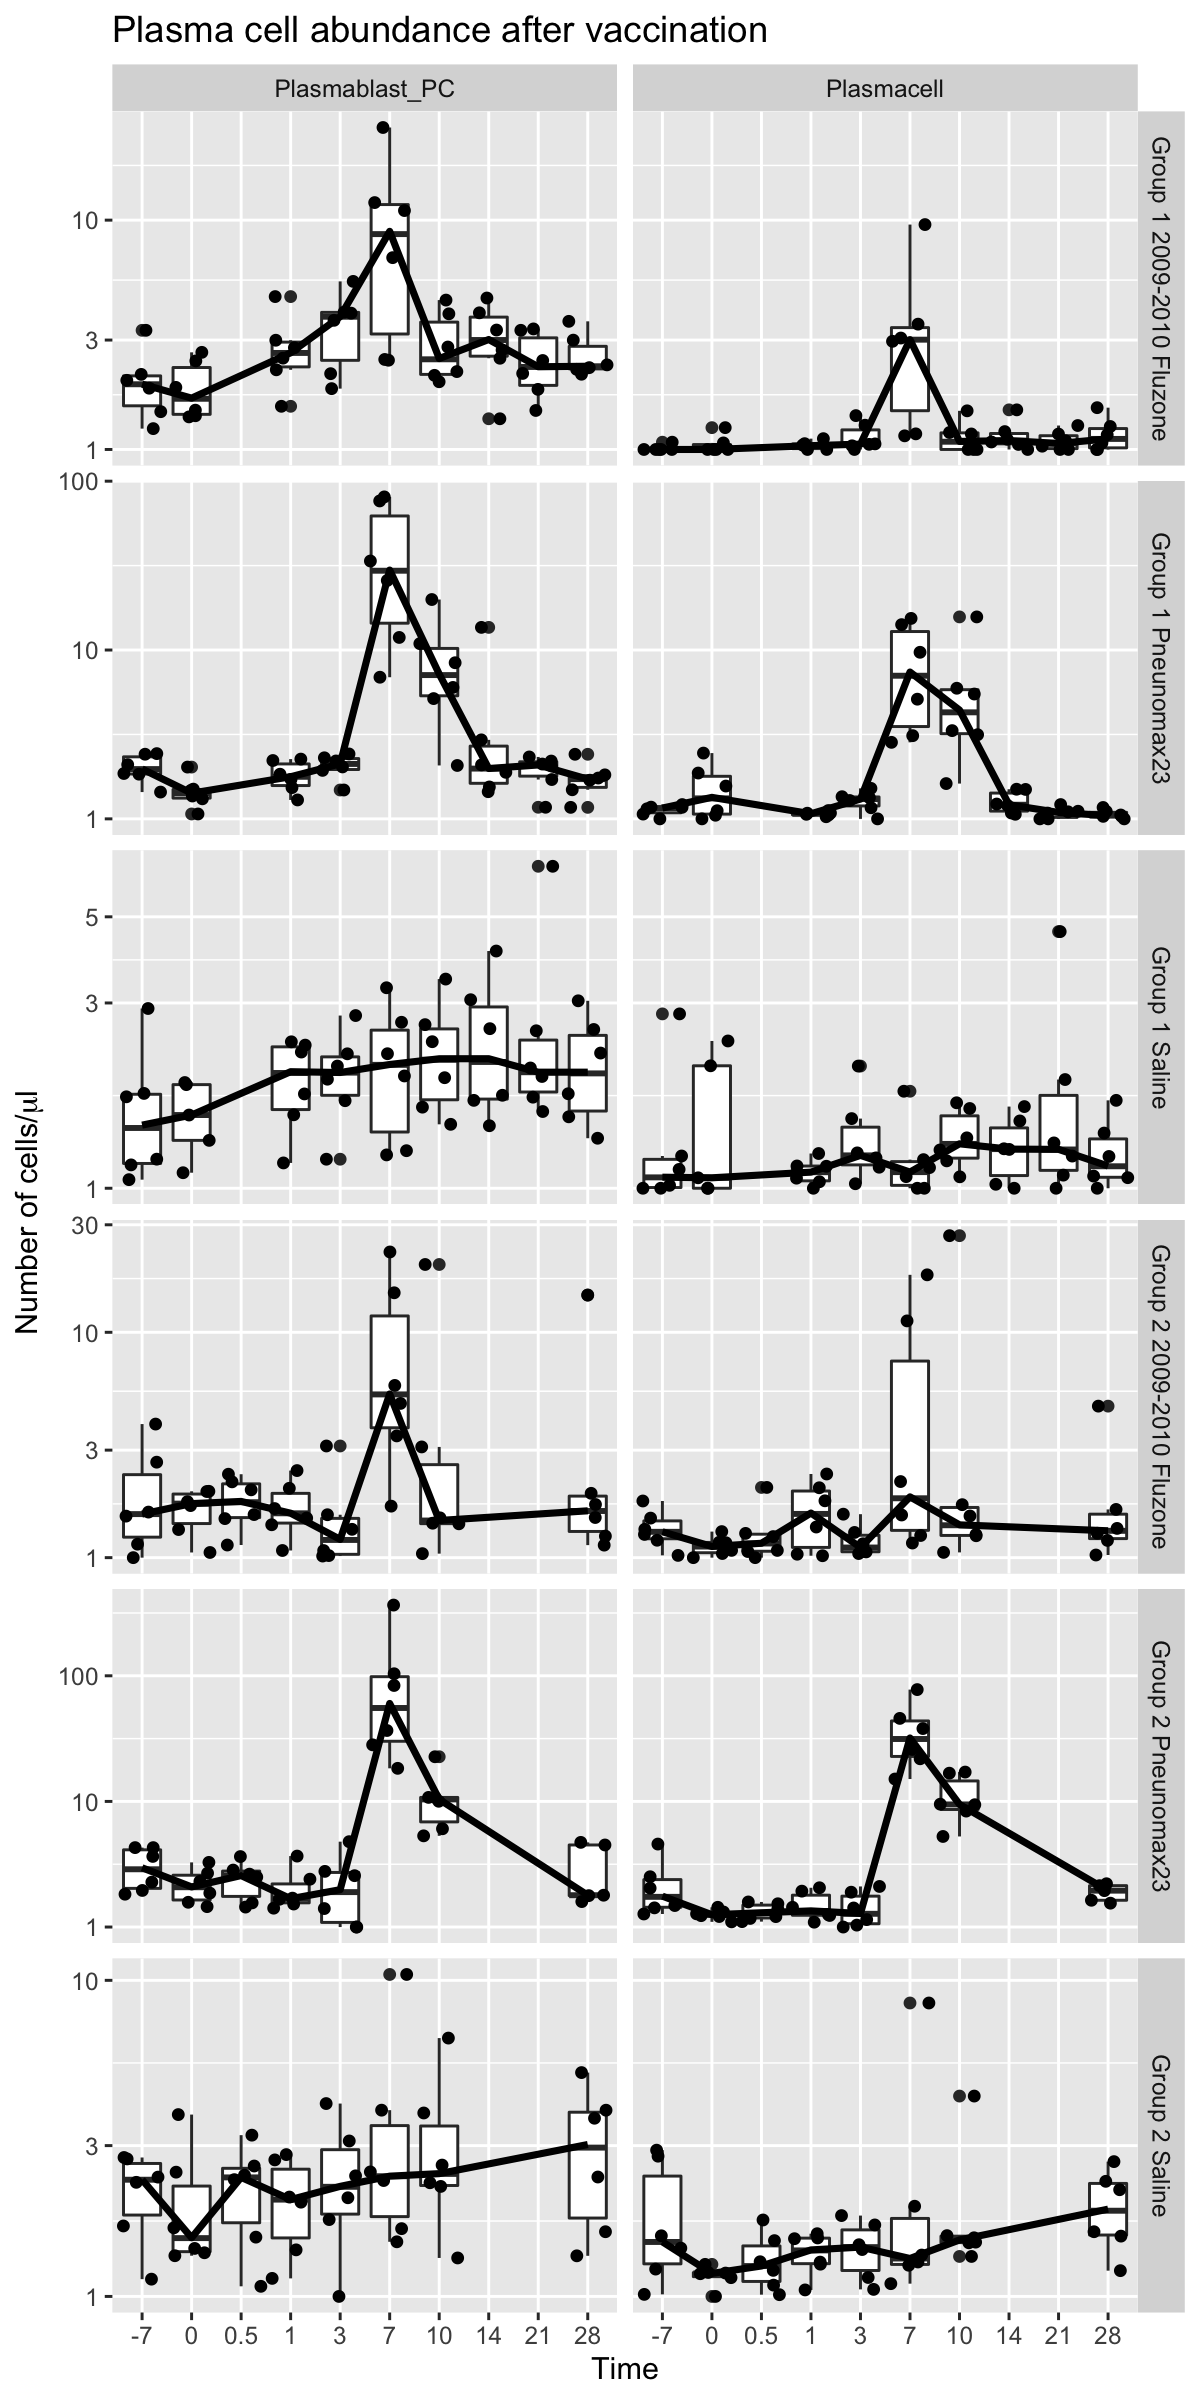 Plasma cell abundance after vaccination
Plasmablast_PC
Plasmacell
10
3
1
Group 1 2009-2010 Fluzone
100
10
1
Group 1 Pneunomax23
5
3
1
Group 1 Saline
Number of cells/µl
30
10
3
1
Group 2 2009-2010 Fluzone
100
10
1
Group 2 Pneunomax23
10
3
1
Group 2 Saline
-7 0 0.5 1 3 7 10 14 21 28
-7 0 0.5 1 3 7 10 14 21 28
Time